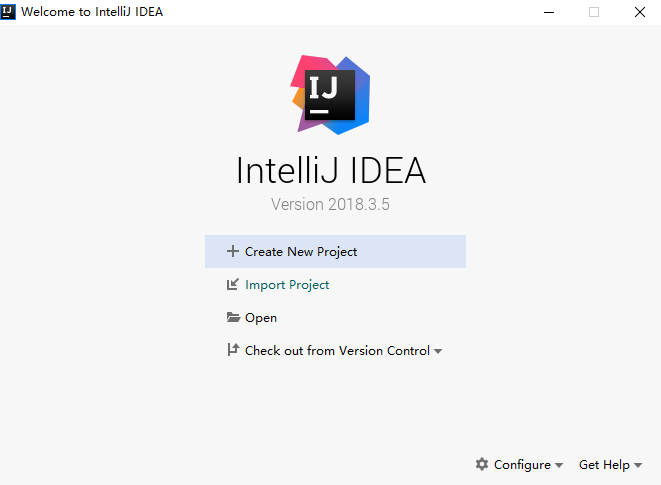 IJ Welcome to IntelliJ IDEA
IJ
IntelliJ IDEA
Version 2018.3.5
Create New Project
Import Project
Open
Check out from Version Control
Configure Get Help